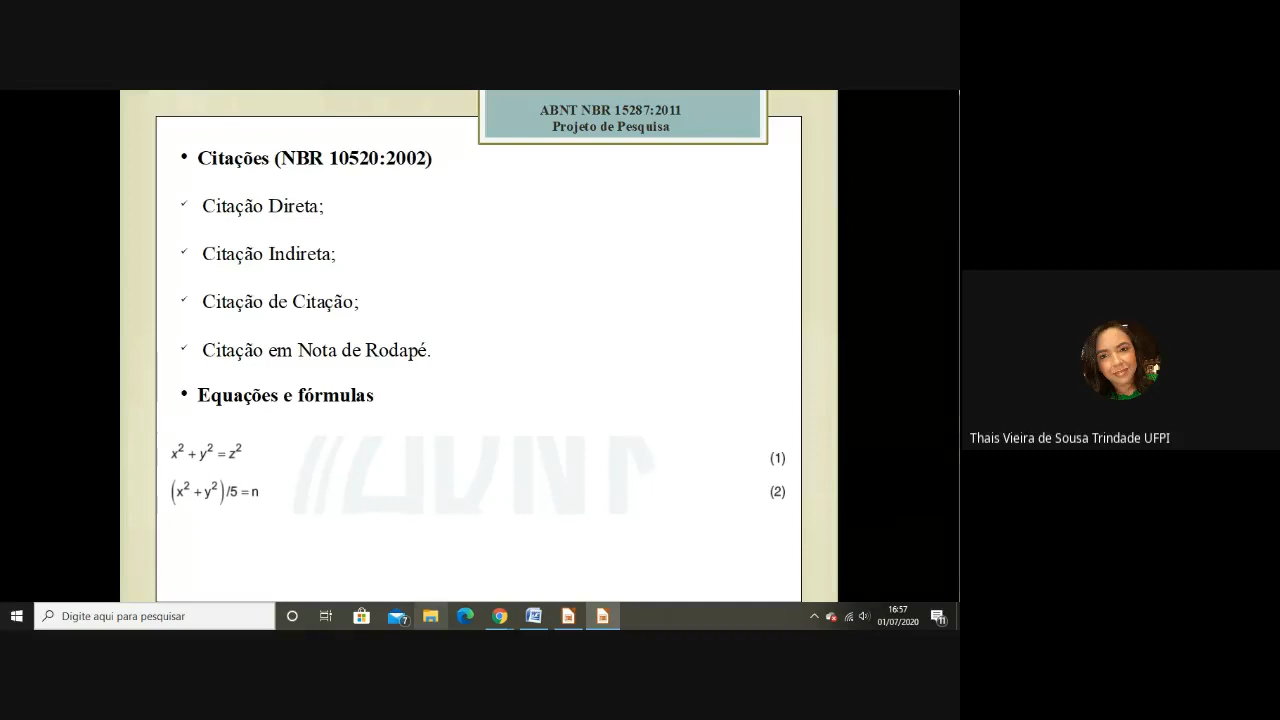 ABNT NBR 15287:2011
Projeto de Pesquisa
• Citações (NBR 10520:2002)
✓ Citação Direta;
✓ Citação Indireta;
✓ Citação de Citação;
✓ Citação em Nota de Rodapé.
• Equações e fórmulas
x² + y² = z² (1)
(x² + y²)/5 = n (2)
Thais Vieira de Sousa Trindade UFPI
Digite aqui para pesquisar
7
16:57
01/07/2020
11